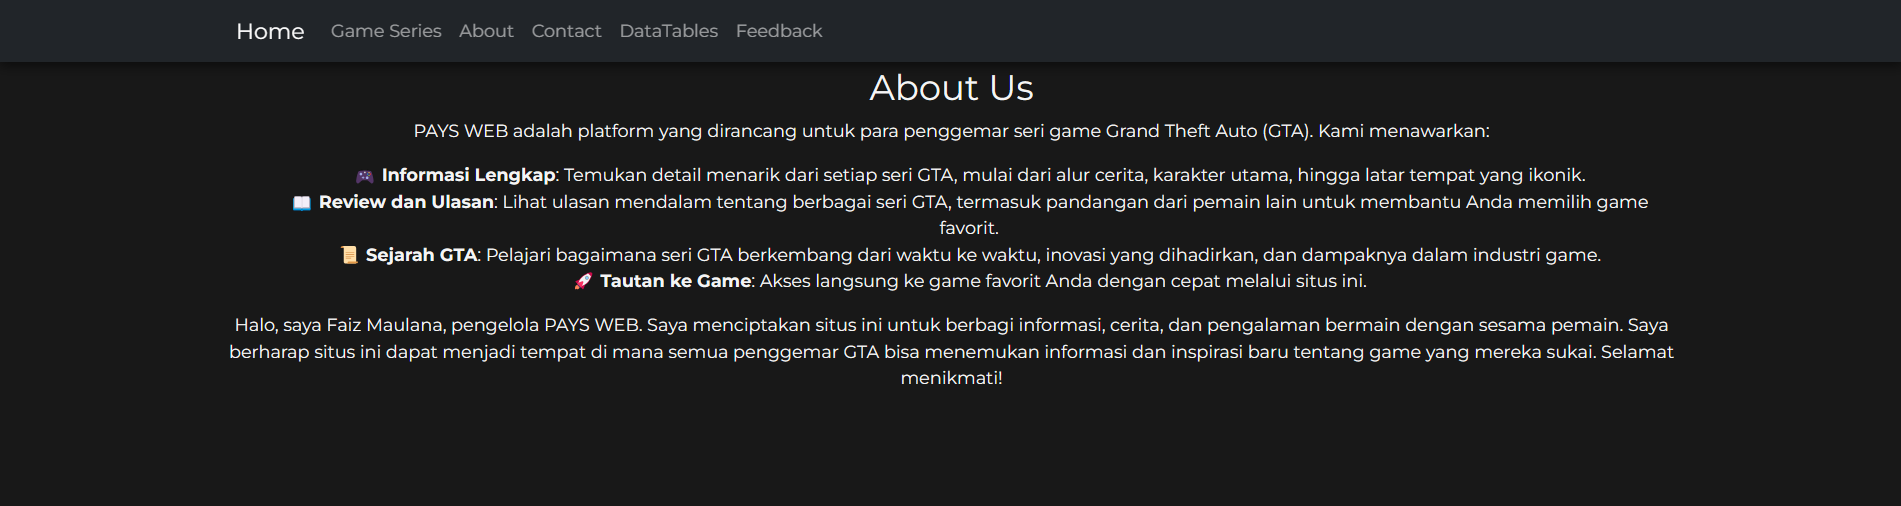 Home Game Series About Contact DataTables Feedback
About Us
PAYS WEB adalah platform yang dirancang untuk para penggemar seri game Grand Theft Auto (GTA). Kami menawarkan:
🎮 Informasi Lengkap: Temukan detail menarik dari setiap seri GTA, mulai dari alur cerita, karakter utama, hingga latar tempat yang ikonik.
📖 Review dan Ulasan: Lihat ulasan mendalam tentang berbagai seri GTA, termasuk pandangan dari pemain lain untuk membantu Anda memilih game
favorit.
📜 Sejarah GTA: Pelajari bagaimana seri GTA berkembang dari waktu ke waktu, inovasi yang dihadirkan, dan dampaknya dalam industri game.
🚀 Tautan ke Game: Akses langsung ke game favorit Anda dengan cepat melalui situs ini.
Halo, saya Faiz Maulana, pengelola PAYS WEB. Saya menciptakan situs ini untuk berbagi informasi, cerita, dan pengalaman bermain dengan sesama pemain. Saya
berharap situs ini dapat menjadi tempat di mana semua penggemar GTA bisa menemukan informasi dan inspirasi baru tentang game yang mereka sukai. Selamat
menikmati!